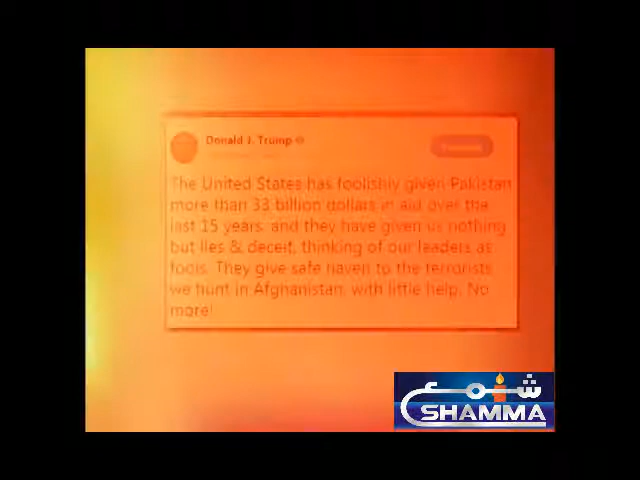 Donald J. Trump
The United States has foolishly given Pakistan
more than 33 billion dollars in aid over the
last 15 years, and they have given us nothing
but lies & deceit, thinking of our leaders as
fools. They give safe haven to the terrorists
we hunt in Afghanistan, with little help. No
more!
شمع
SHAMMA